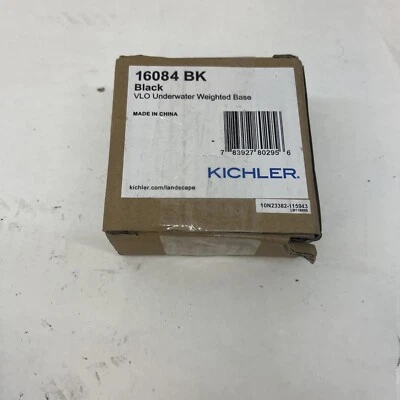 16084 BK
Black
VLO Underwater Weighted Base
MADE IN CHINA
7 83927 80295 6
KICHLER®
kichler.com/landscape
10N23382-115943